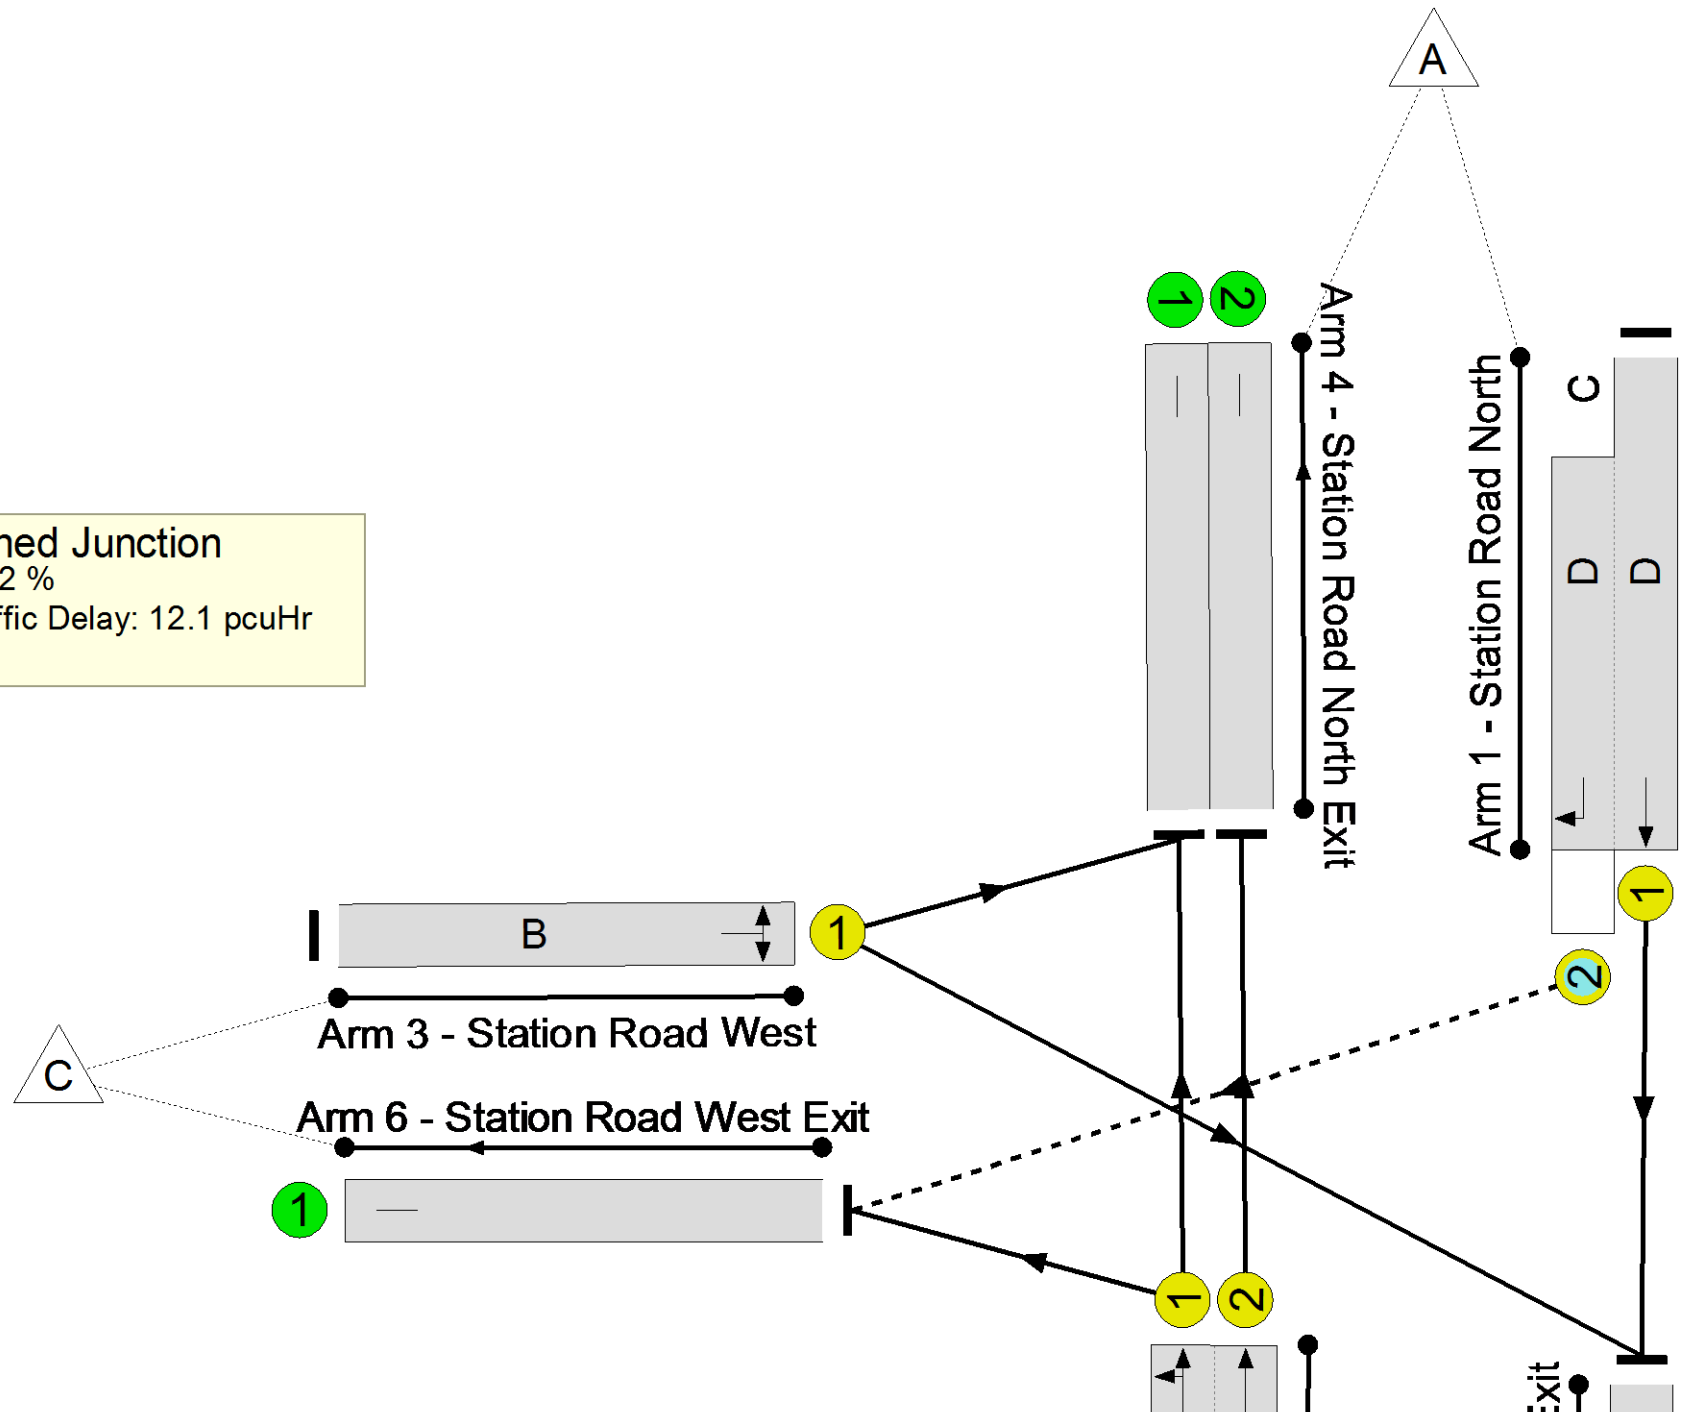 A
1
2
Arm 4 - Station Road North Exit
Arm 1 - Station Road North
C
D
D
ned Junction
2 %
ffic Delay: 12.1 pcuHr
1
2
B
1
Arm 3 - Station Road West
C
Arm 6 - Station Road West Exit
1
1
2
Exit